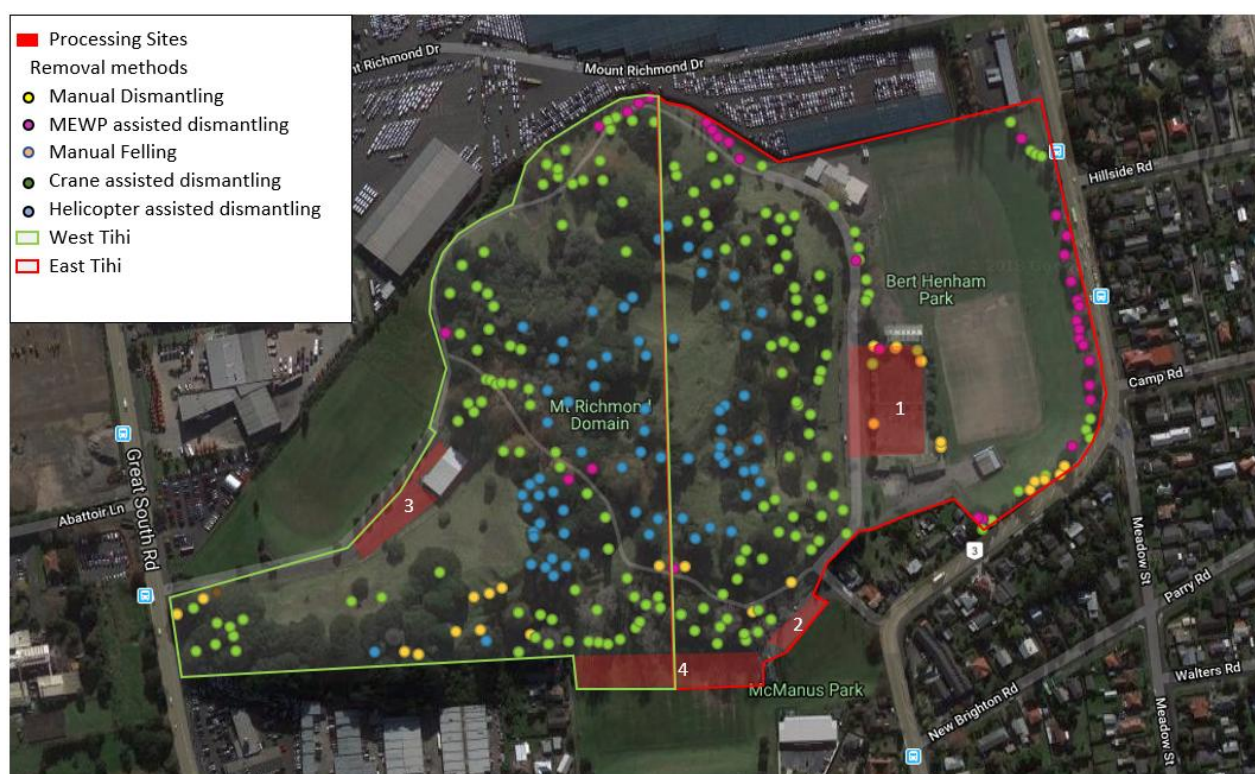 Processing Sites
Removal methods
Manual Dismantling
MEWP assisted dismantling
Manual Felling
Crane assisted dismantling
Helicopter assisted dismantling
West Tihi
East Tihi
nt Richmond Dr
Mount Richmond Dr
Hillside Rd
Bert Henham
Park
Camp Rd
Mt Richmond
Domain
1
Great South Rd
Abattoir Ln
3
3
Meadow St
Parry Rd
2
4
McManus Park
Walters Rd
New Brighton Rd
Meadow St